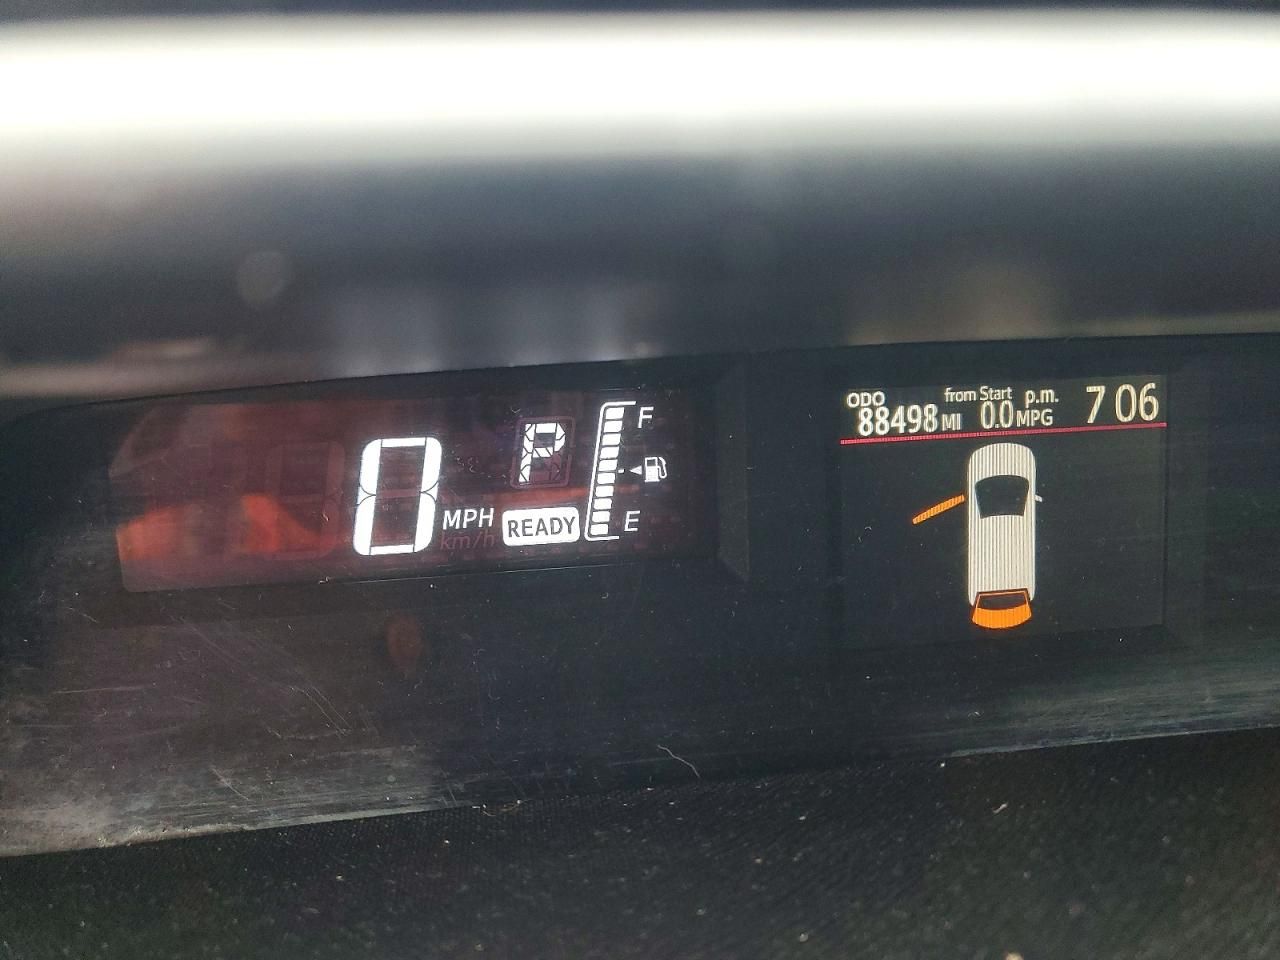 0 MPH
km/h
P
READY
F
E
ODO from Start p.m. 7 06
88498 MI 0.0 MPG